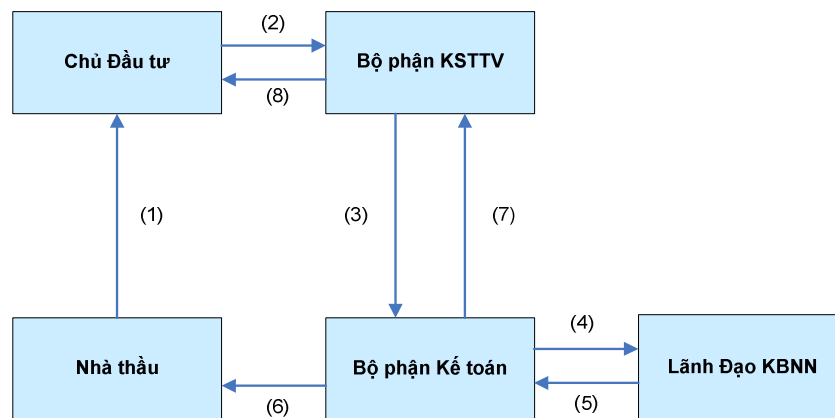 (2)
Chủ Đầu tư
Bộ phận KSTTV
(8)
(1)
(3)
(7)
(4)
Nhà thầu
Bộ phận Kế toán
Lãnh Đạo KBNN
(5)
(6)